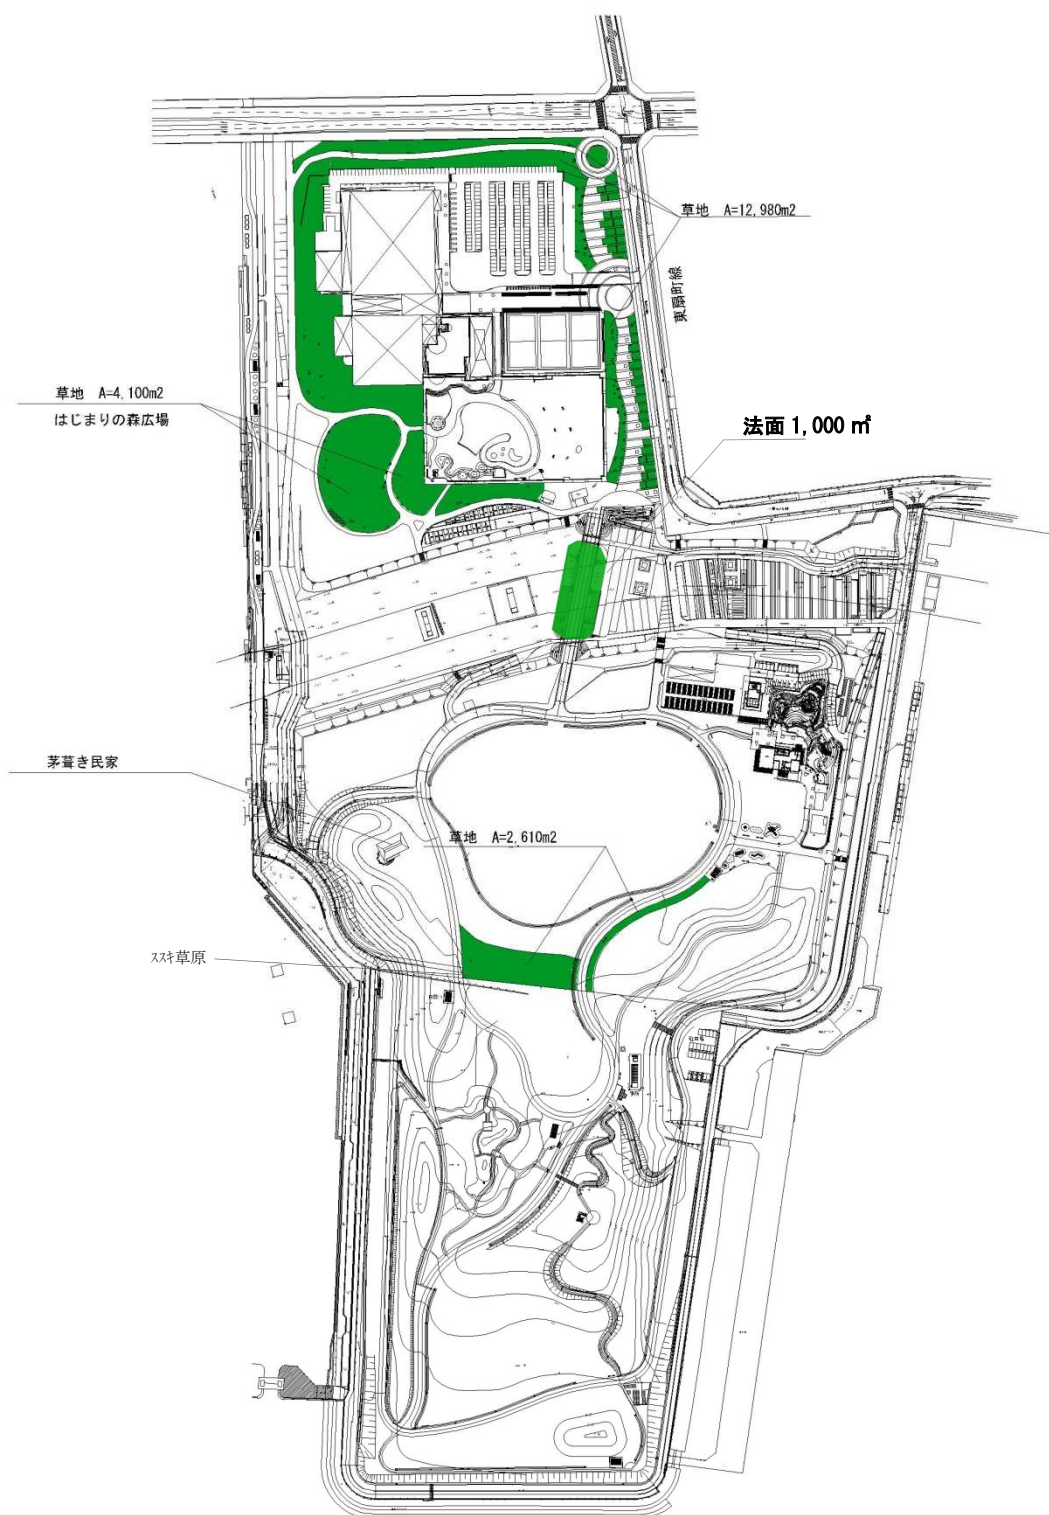 草地 A=12,980m2
東扇町線
草地 A=4,100m2
はじまりの森広場
法面 1,000 ㎡
茅葺き民家
草地 A=2,610m2
ススキ草原